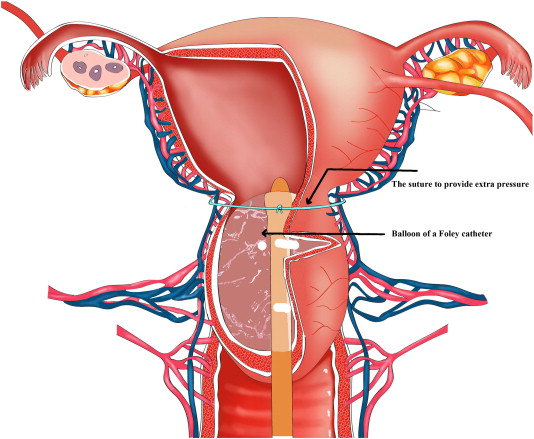 The suture to provide extra pressure
Balloon of a Foley catheter